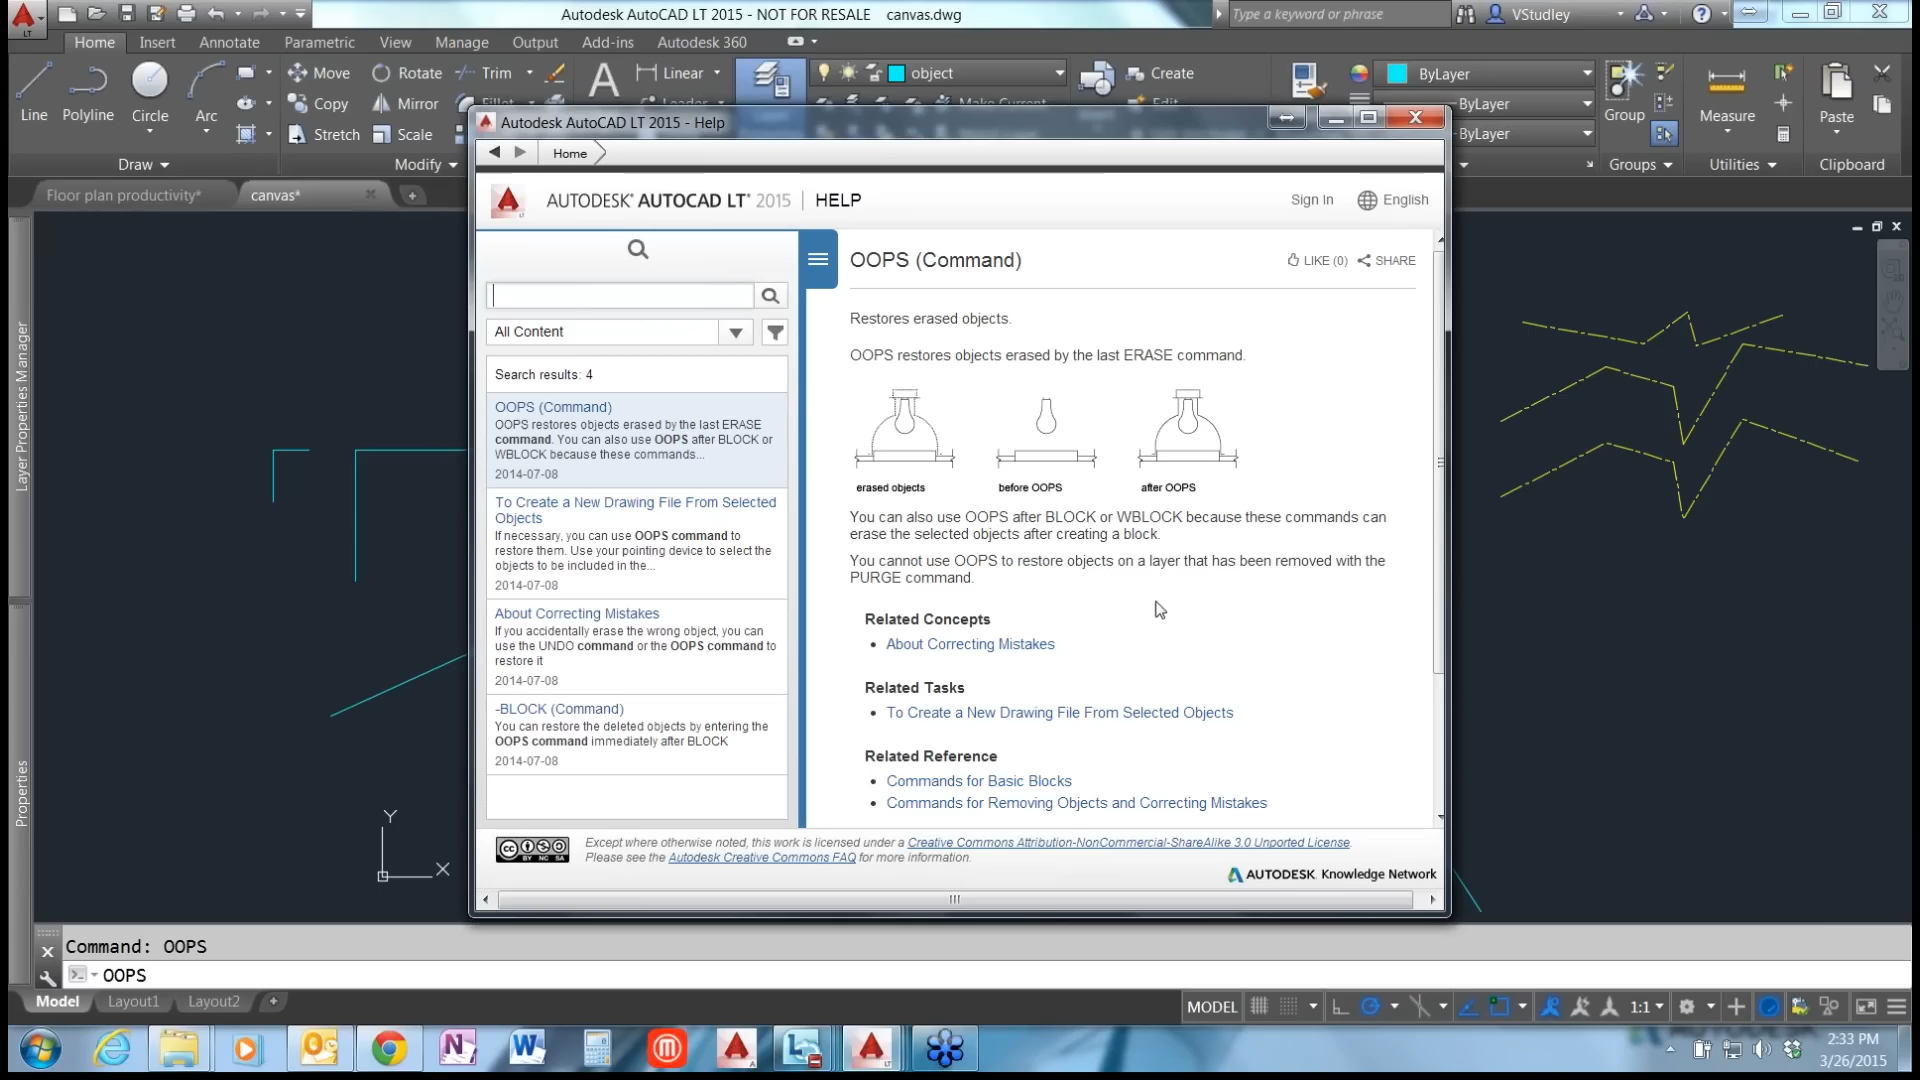 Autodesk AutoCAD LT 2015 - NOT FOR RESALE    canvas.dwg
Type a keyword or phrase
VStudley
LT
Home
Insert
Annotate
Parametric
View
Manage
Output
Add-ins
Autodesk 360
Line
Polyline
Circle
Arc
Move
Rotate
Trim
Copy
Mirror
Stretch
Scale
Linear
object
Create
Edit
ByLayer
ByLayer
ByLayer
Group
Measure
Paste
Draw
Modify
Groups
Utilities
Clipboard
Floor plan productivity*
canvas*
Layer Properties Manager
Properties
Autodesk AutoCAD LT 2015 - Help
Home
AUTODESK® AUTOCAD LT® 2015 | HELP
Sign In
English
All Content
Search results: 4
OOPS (Command)
OOPS restores objects erased by the last ERASE
command. You can also use OOPS after BLOCK or
WBLOCK because these commands...
2014-07-08
To Create a New Drawing File From Selected
Objects
If necessary, you can use OOPS command to
restore them. Use your pointing device to select the
objects to be included in the...
2014-07-08
About Correcting Mistakes
If you accidentally erase the wrong object, you can
use the UNDO command or the OOPS command to
restore it
2014-07-08
-BLOCK (Command)
You can restore the deleted objects by entering the
OOPS command immediately after BLOCK
2014-07-08
OOPS (Command)
LIKE (0)
SHARE
Restores erased objects.
OOPS restores objects erased by the last ERASE command.
erased objects
before OOPS
after OOPS
You can also use OOPS after BLOCK or WBLOCK because these commands can
erase the selected objects after creating a block.
You cannot use OOPS to restore objects on a layer that has been removed with the
PURGE command.
Related Concepts
• About Correcting Mistakes
Related Tasks
• To Create a New Drawing File From Selected Objects
Related Reference
• Commands for Basic Blocks
• Commands for Removing Objects and Correcting Mistakes
cc
BY NC SA
Except where otherwise noted, this work is licensed under a Creative Commons Attribution-NonCommercial-ShareAlike 3.0 Unported License.
Please see the Autodesk Creative Commons FAQ for more information.
AUTODESK. Knowledge Network
Y
X
Command: OOPS
OOPS
Model
Layout1
Layout2
MODEL
1:1
2:33 PM
3/26/2015